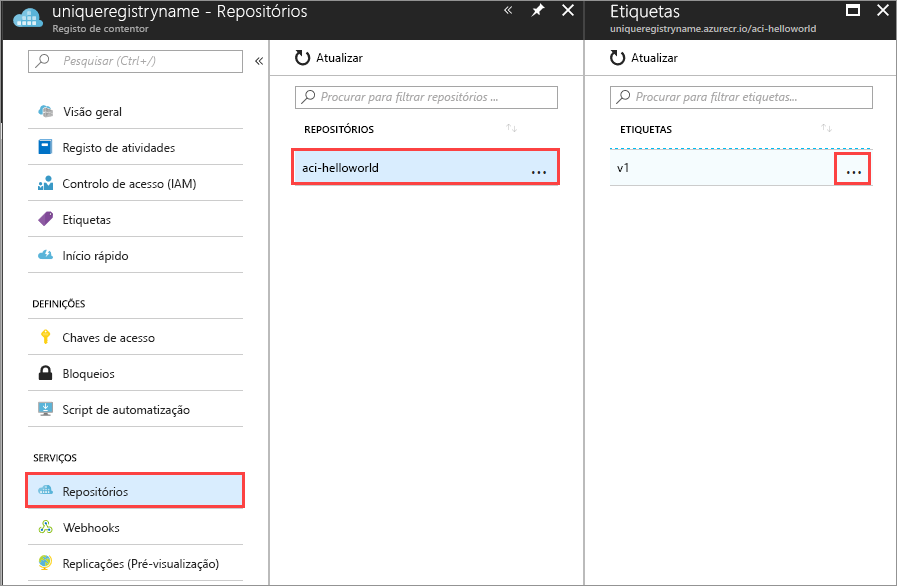 uniqueregistryname - Repositórios
Registo de contentor
Pesquisar (Ctrl+/)
Visão geral
Registo de atividades
Controlo de acesso (IAM)
Etiquetas
Início rápido
DEFINIÇÕES
Chaves de acesso
Bloqueios
Script de automatização
SERVIÇOS
Repositórios
Webhooks
Replicações (Pré-visualização)
Atualizar
Procurar para filtrar repositórios ...
REPOSITÓRIOS
aci-helloworld
...
Etiquetas
uniqueregistryname.azurecr.io/aci-helloworld
Atualizar
Procurar para filtrar etiquetas...
ETIQUETAS
v1
...